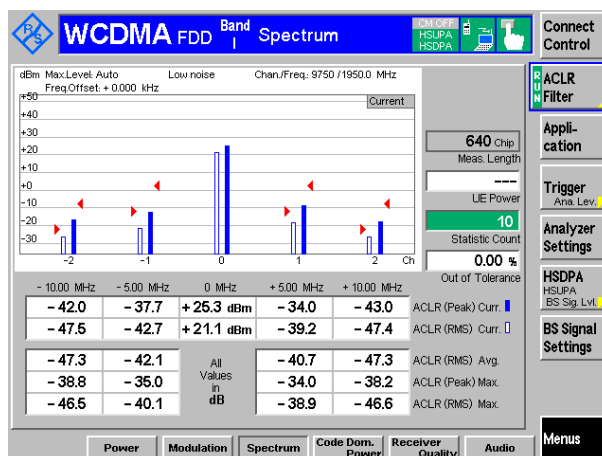 R&S
WCDMA FDD Band I Spectrum
CM OFF
HSUPA
HSDPA
Connect
Control
dBm Max.Level: Auto Low noise Chan./Freq.: 9750 / 1950.0 MHz
Freq.Offset: + 0.000 kHz
+50
Current
+40
+30
+20
+10
+0
-10
-20
-30
-2 -1 0 1 2 Ch
640 Chip
Meas. Length
---
UE Power
10
Statistic Count
0.00 %
Out of Tolerance
RUN
ACLR
Filter
Appli-
cation
Trigger
Ana. Lev.
Analyzer
Settings
HSDPA
HSUPA
BS Sig. Lvl.
BS Signal
Settings
- 10.00 MHz - 5.00 MHz 0 MHz + 5.00 MHz + 10.00 MHz
- 42.0 - 37.7 + 25.3 dBm - 34.0 - 43.0 ACLR (Peak) Curr.
- 47.5 - 42.7 + 21.1 dBm - 39.2 - 47.4 ACLR (RMS) Curr.
- 47.3 - 42.1 - 40.7 - 47.3 ACLR (RMS) Avg.
- 38.8 - 35.0 - 34.0 - 38.2 ACLR (Peak) Max.
- 46.5 - 40.1 - 38.9 - 46.6 ACLR (RMS) Max.
All
Values
in
dB
Power Modulation Spectrum Code Dom. Power Receiver Quality Audio
Menus